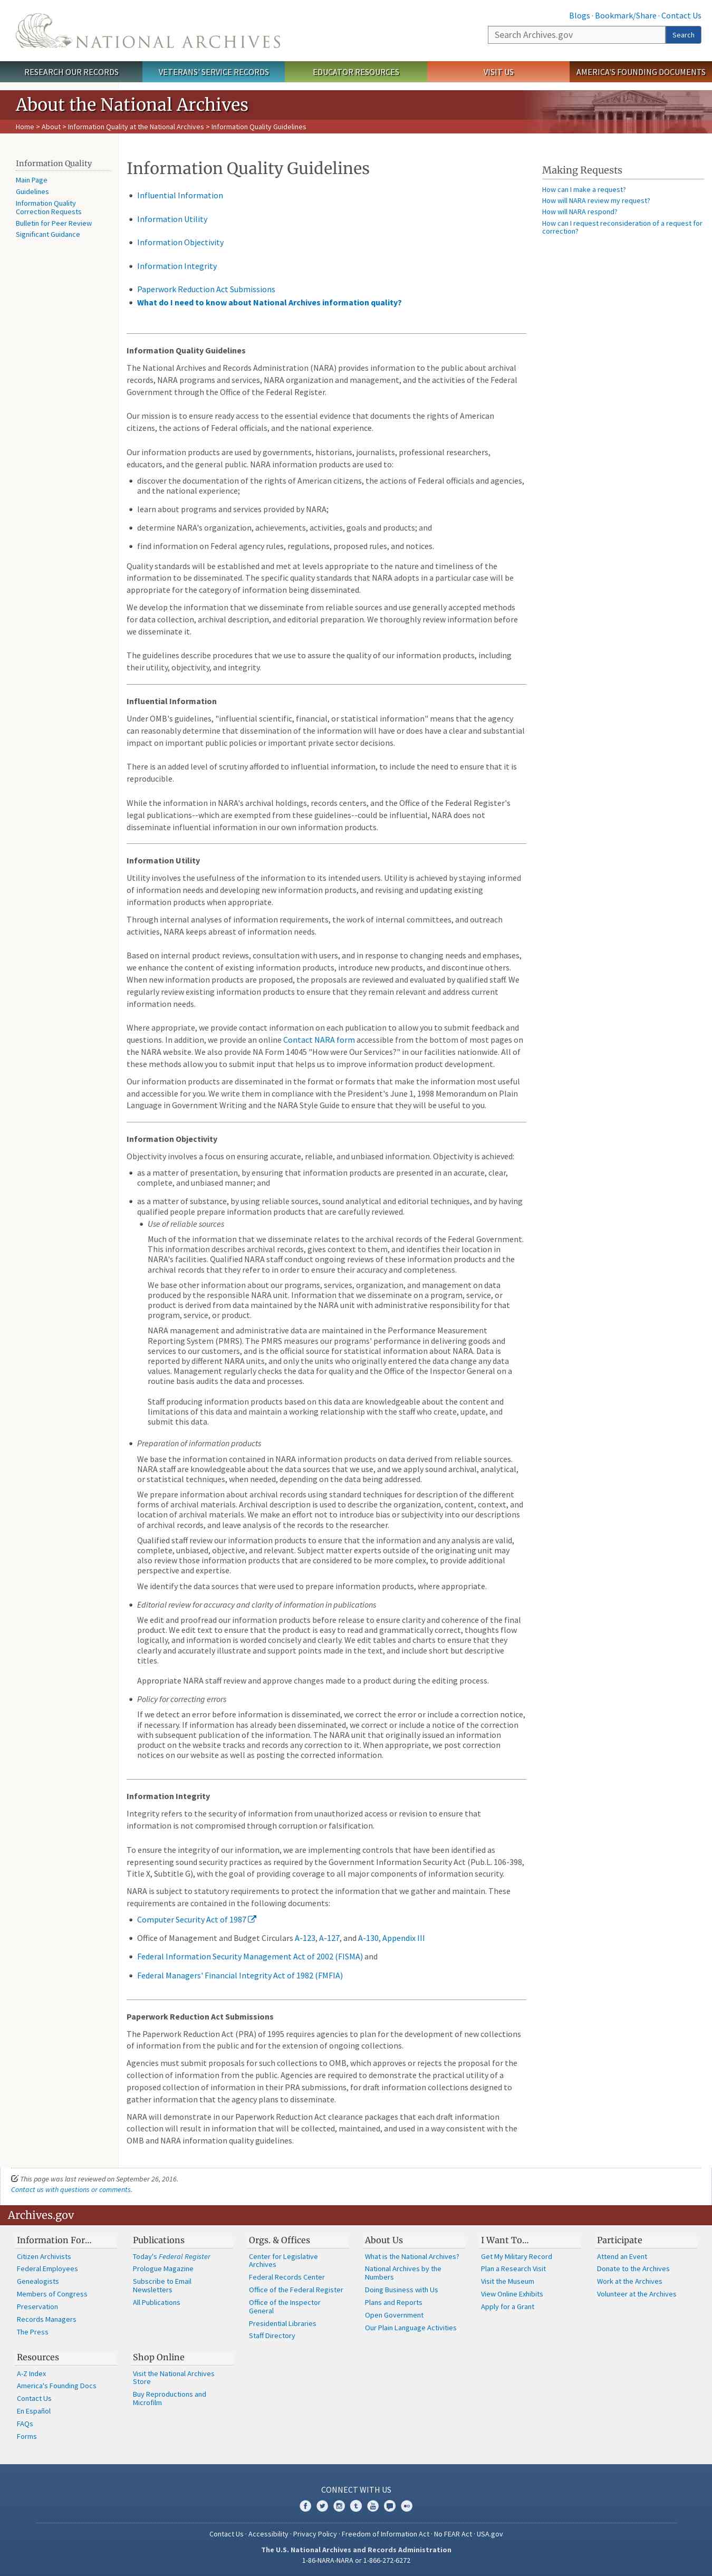 Blogs · Bookmark/Share · Contact Us
NATIONAL ARCHIVES
Search Archives.gov
Search
RESEARCH OUR RECORDS
VETERANS' SERVICE RECORDS
EDUCATOR RESOURCES
VISIT US
AMERICA'S FOUNDING DOCUMENTS
About the National Archives
Home > About > Information Quality at the National Archives > Information Quality Guidelines
Information Quality
Main Page
Guidelines
Information Quality
Correction Requests
Bulletin for Peer Review
Significant Guidance
Information Quality Guidelines
Influential Information
Information Utility
Information Objectivity
Information Integrity
Paperwork Reduction Act Submissions
What do I need to know about National Archives information quality?
Making Requests
How can I make a request?
How will NARA review my request?
How will NARA respond?
How can I request reconsideration of a request for
correction?
Information Quality Guidelines
The National Archives and Records Administration (NARA) provides information to the public about archival
records, NARA programs and services, NARA organization and management, and the activities of the Federal
Government through the Office of the Federal Register.
Our mission is to ensure ready access to the essential evidence that documents the rights of American
citizens, the actions of Federal officials, and the national experience.
Our information products are used by governments, historians, journalists, professional researchers,
educators, and the general public. NARA information products are used to:
discover the documentation of the rights of American citizens, the actions of Federal officials and agencies,
and the national experience;
learn about programs and services provided by NARA;
determine NARA's organization, achievements, activities, goals and products; and
find information on Federal agency rules, regulations, proposed rules, and notices.
Quality standards will be established and met at levels appropriate to the nature and timeliness of the
information to be disseminated. The specific quality standards that NARA adopts in a particular case will be
appropriate for the category of information being disseminated.
We develop the information that we disseminate from reliable sources and use generally accepted methods
for data collection, archival description, and editorial preparation. We thoroughly review information before
we disseminate it.
The guidelines describe procedures that we use to assure the quality of our information products, including
their utility, objectivity, and integrity.
Influential Information
Under OMB's guidelines, "influential scientific, financial, or statistical information" means that the agency
can reasonably determine that dissemination of the information will have or does have a clear and substantial
impact on important public policies or important private sector decisions.
There is an added level of scrutiny afforded to influential information, to include the need to ensure that it is
reproducible.
While the information in NARA's archival holdings, records centers, and the Office of the Federal Register's
legal publications--which are exempted from these guidelines--could be influential, NARA does not
disseminate influential information in our own information products.
Information Utility
Utility involves the usefulness of the information to its intended users. Utility is achieved by staying informed
of information needs and developing new information products, and revising and updating existing
information products when appropriate.
Through internal analyses of information requirements, the work of internal committees, and outreach
activities, NARA keeps abreast of information needs.
Based on internal product reviews, consultation with users, and in response to changing needs and emphases,
we enhance the content of existing information products, introduce new products, and discontinue others.
When new information products are proposed, the proposals are reviewed and evaluated by qualified staff. We
regularly review existing information products to ensure that they remain relevant and address current
information needs.
Where appropriate, we provide contact information on each publication to allow you to submit feedback and
questions. In addition, we provide an online Contact NARA form accessible from the bottom of most pages on
the NARA website. We also provide NA Form 14045 "How were Our Services?" in our facilities nationwide. All of
these methods allow you to submit input that helps us to improve information product development.
Our information products are disseminated in the format or formats that make the information most useful
and accessible for you. We write them in compliance with the President's June 1, 1998 Memorandum on Plain
Language in Government Writing and the NARA Style Guide to ensure that they will be useful to you.
Information Objectivity
Objectivity involves a focus on ensuring accurate, reliable, and unbiased information. Objectivity is achieved:
as a matter of presentation, by ensuring that information products are presented in an accurate, clear,
complete, and unbiased manner; and
as a matter of substance, by using reliable sources, sound analytical and editorial techniques, and by having
qualified people prepare information products that are carefully reviewed.
Use of reliable sources
Much of the information that we disseminate relates to the archival records of the Federal Government.
This information describes archival records, gives context to them, and identifies their location in
NARA's facilities. Qualified NARA staff conduct ongoing reviews of these information products and the
archival records that they refer to in order to ensure their accuracy and completeness.
We base other information about our programs, services, organization, and management on data
produced by the responsible NARA unit. Information that we disseminate on a program, service, or
product is derived from data maintained by the NARA unit with administrative responsibility for that
program, service, or product.
NARA management and administrative data are maintained in the Performance Measurement
Reporting System (PMRS). The PMRS measures our programs' performance in delivering goods and
services to our customers, and is the official source of statistical information about NARA. Data is
reported by different NARA units, and only the units who originally entered the data change any data
values. Management regularly checks the data for quality and the Office of the Inspector General on a
routine basis audits the data and processes.
Staff producing information products based on this data are knowledgeable about the content and
limitations of this data and maintain a working relationship with the staff who create, update, and
submit this data.
Preparation of information products
We base the information contained in NARA information products on data derived from reliable sources.
NARA staff are knowledgeable about the data sources that we use, and we apply sound archival, analytical,
or statistical techniques, when needed, depending on the data being addressed.
We prepare information about archival records using standard techniques for description of the different
forms of archival materials. Archival description is used to describe the organization, content, context, and
location of archival materials. We make an effort not to introduce bias or subjectivity into our descriptions
of archival records, and leave analysis of the records to the researcher.
Qualified staff review our information products to ensure that the information and any analysis are valid,
complete, unbiased, objective, and relevant. Subject matter experts outside of the originating unit may
also review those information products that are considered to be more complex, to provide additional
perspective and expertise.
We identify the data sources that were used to prepare information products, where appropriate.
Editorial review for accuracy and clarity of information in publications
We edit and proofread our information products before release to ensure clarity and coherence of the final
product. We edit text to ensure that the product is easy to read and grammatically correct, thoughts flow
logically, and information is worded concisely and clearly. We edit tables and charts to ensure that they
clearly and accurately illustrate and support points made in the text, and include short but descriptive
titles.
Appropriate NARA staff review and approve changes made to a product during the editing process.
Policy for correcting errors
If we detect an error before information is disseminated, we correct the error or include a correction notice,
if necessary. If information has already been disseminated, we correct or include a notice of the correction
with subsequent publication of the information. The NARA unit that originally issued an information
product on the website tracks and records any correction to it. When appropriate, we post correction
notices on our website as well as posting the corrected information.
Information Integrity
Integrity refers to the security of information from unauthorized access or revision to ensure that
information is not compromised through corruption or falsification.
To ensure the integrity of our information, we are implementing controls that have been identified as
representing sound security practices as required by the Government Information Security Act (Pub.L. 106-398,
Title X, Subtitle G), with the goal of providing coverage to all major components of information security.
NARA is subject to statutory requirements to protect the information that we gather and maintain. These
requirements are contained in the following documents:
Computer Security Act of 1987
Office of Management and Budget Circulars A-123, A-127, and A-130, Appendix III
Federal Information Security Management Act of 2002 (FISMA) and
Federal Managers' Financial Integrity Act of 1982 (FMFIA)
Paperwork Reduction Act Submissions
The Paperwork Reduction Act (PRA) of 1995 requires agencies to plan for the development of new collections
of information from the public and for the extension of ongoing collections.
Agencies must submit proposals for such collections to OMB, which approves or rejects the proposal for the
collection of information from the public. Agencies are required to demonstrate the practical utility of a
proposed collection of information in their PRA submissions, for draft information collections designed to
gather information that the agency plans to disseminate.
NARA will demonstrate in our Paperwork Reduction Act clearance packages that each draft information
collection will result in information that will be collected, maintained, and used in a way consistent with the
OMB and NARA information quality guidelines.
This page was last reviewed on September 26, 2016.
Contact us with questions or comments.
Archives.gov
Information For...
Citizen Archivists
Federal Employees
Genealogists
Members of Congress
Preservation
Records Managers
The Press
Publications
Today's Federal Register
Prologue Magazine
Subscribe to Email
Newsletters
All Publications
Orgs. & Offices
Center for Legislative
Archives
Federal Records Center
Office of the Federal Register
Office of the Inspector
General
Presidential Libraries
Staff Directory
About Us
What is the National Archives?
National Archives by the
Numbers
Doing Business with Us
Plans and Reports
Open Government
Our Plain Language Activities
I Want To...
Get My Military Record
Plan a Research Visit
Visit the Museum
View Online Exhibits
Apply for a Grant
Participate
Attend an Event
Donate to the Archives
Work at the Archives
Volunteer at the Archives
Resources
A-Z Index
America's Founding Docs
Contact Us
En Español
FAQs
Forms
Shop Online
Visit the National Archives
Store
Buy Reproductions and
Microfilm
CONNECT WITH US
Contact Us · Accessibility · Privacy Policy · Freedom of Information Act · No FEAR Act · USA.gov
The U.S. National Archives and Records Administration
1-86-NARA-NARA or 1-866-272-6272